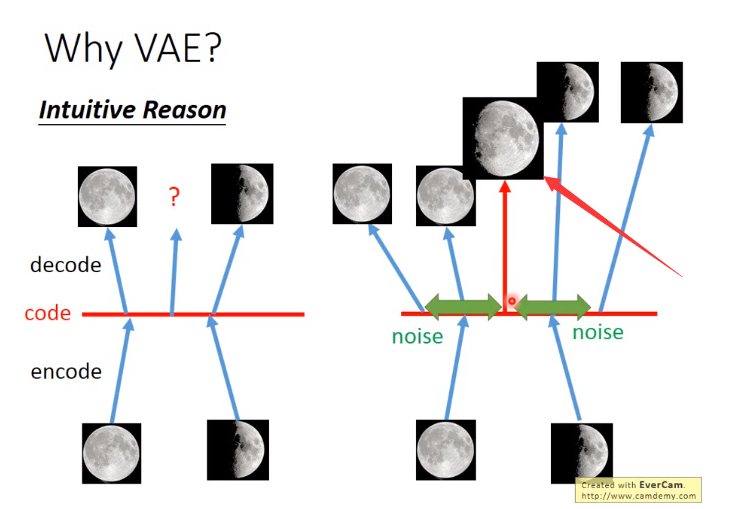 Why VAE?
Intuitive Reason
?
decode
code
encode
noise
noise
Created with EverCam.
http://www.camdemy.com